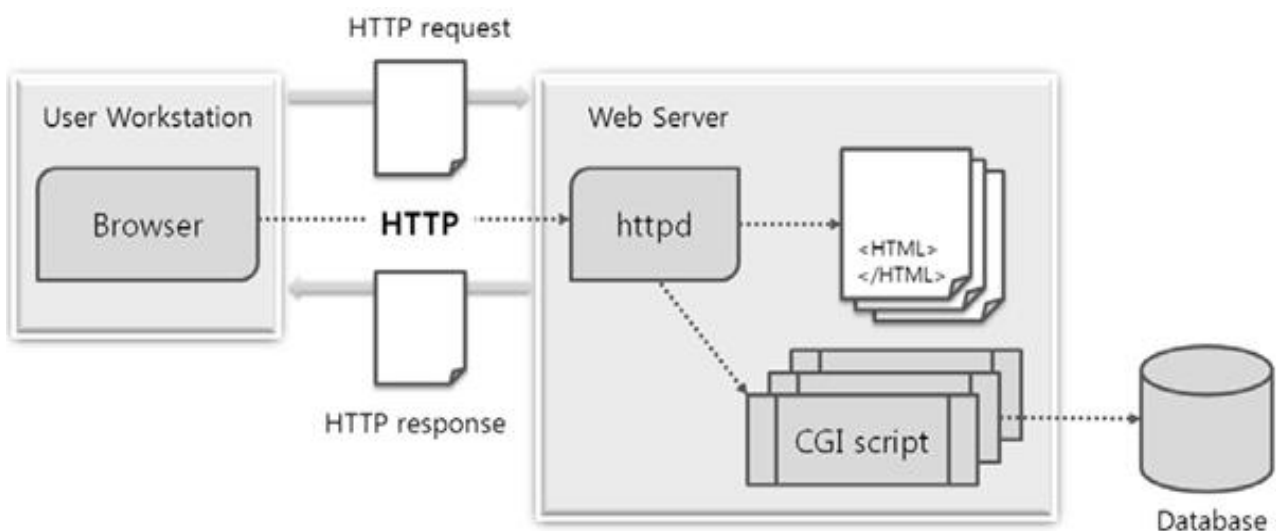 HTTP request
User Workstation
Web Server
Browser
HTTP
httpd
<HTML>
</HTML>
HTTP response
CGI script
Database